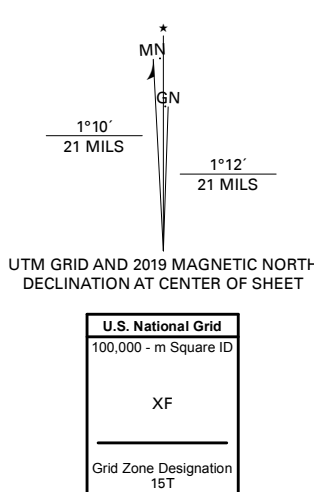 MN
GN
1°10´
21 MILS
1°12´
21 MILS
UTM GRID AND 2019 MAGNETIC NORTH
DECLINATION AT CENTER OF SHEET
U.S. National Grid
100,000 - m Square ID
XF
Grid Zone Designation
15T